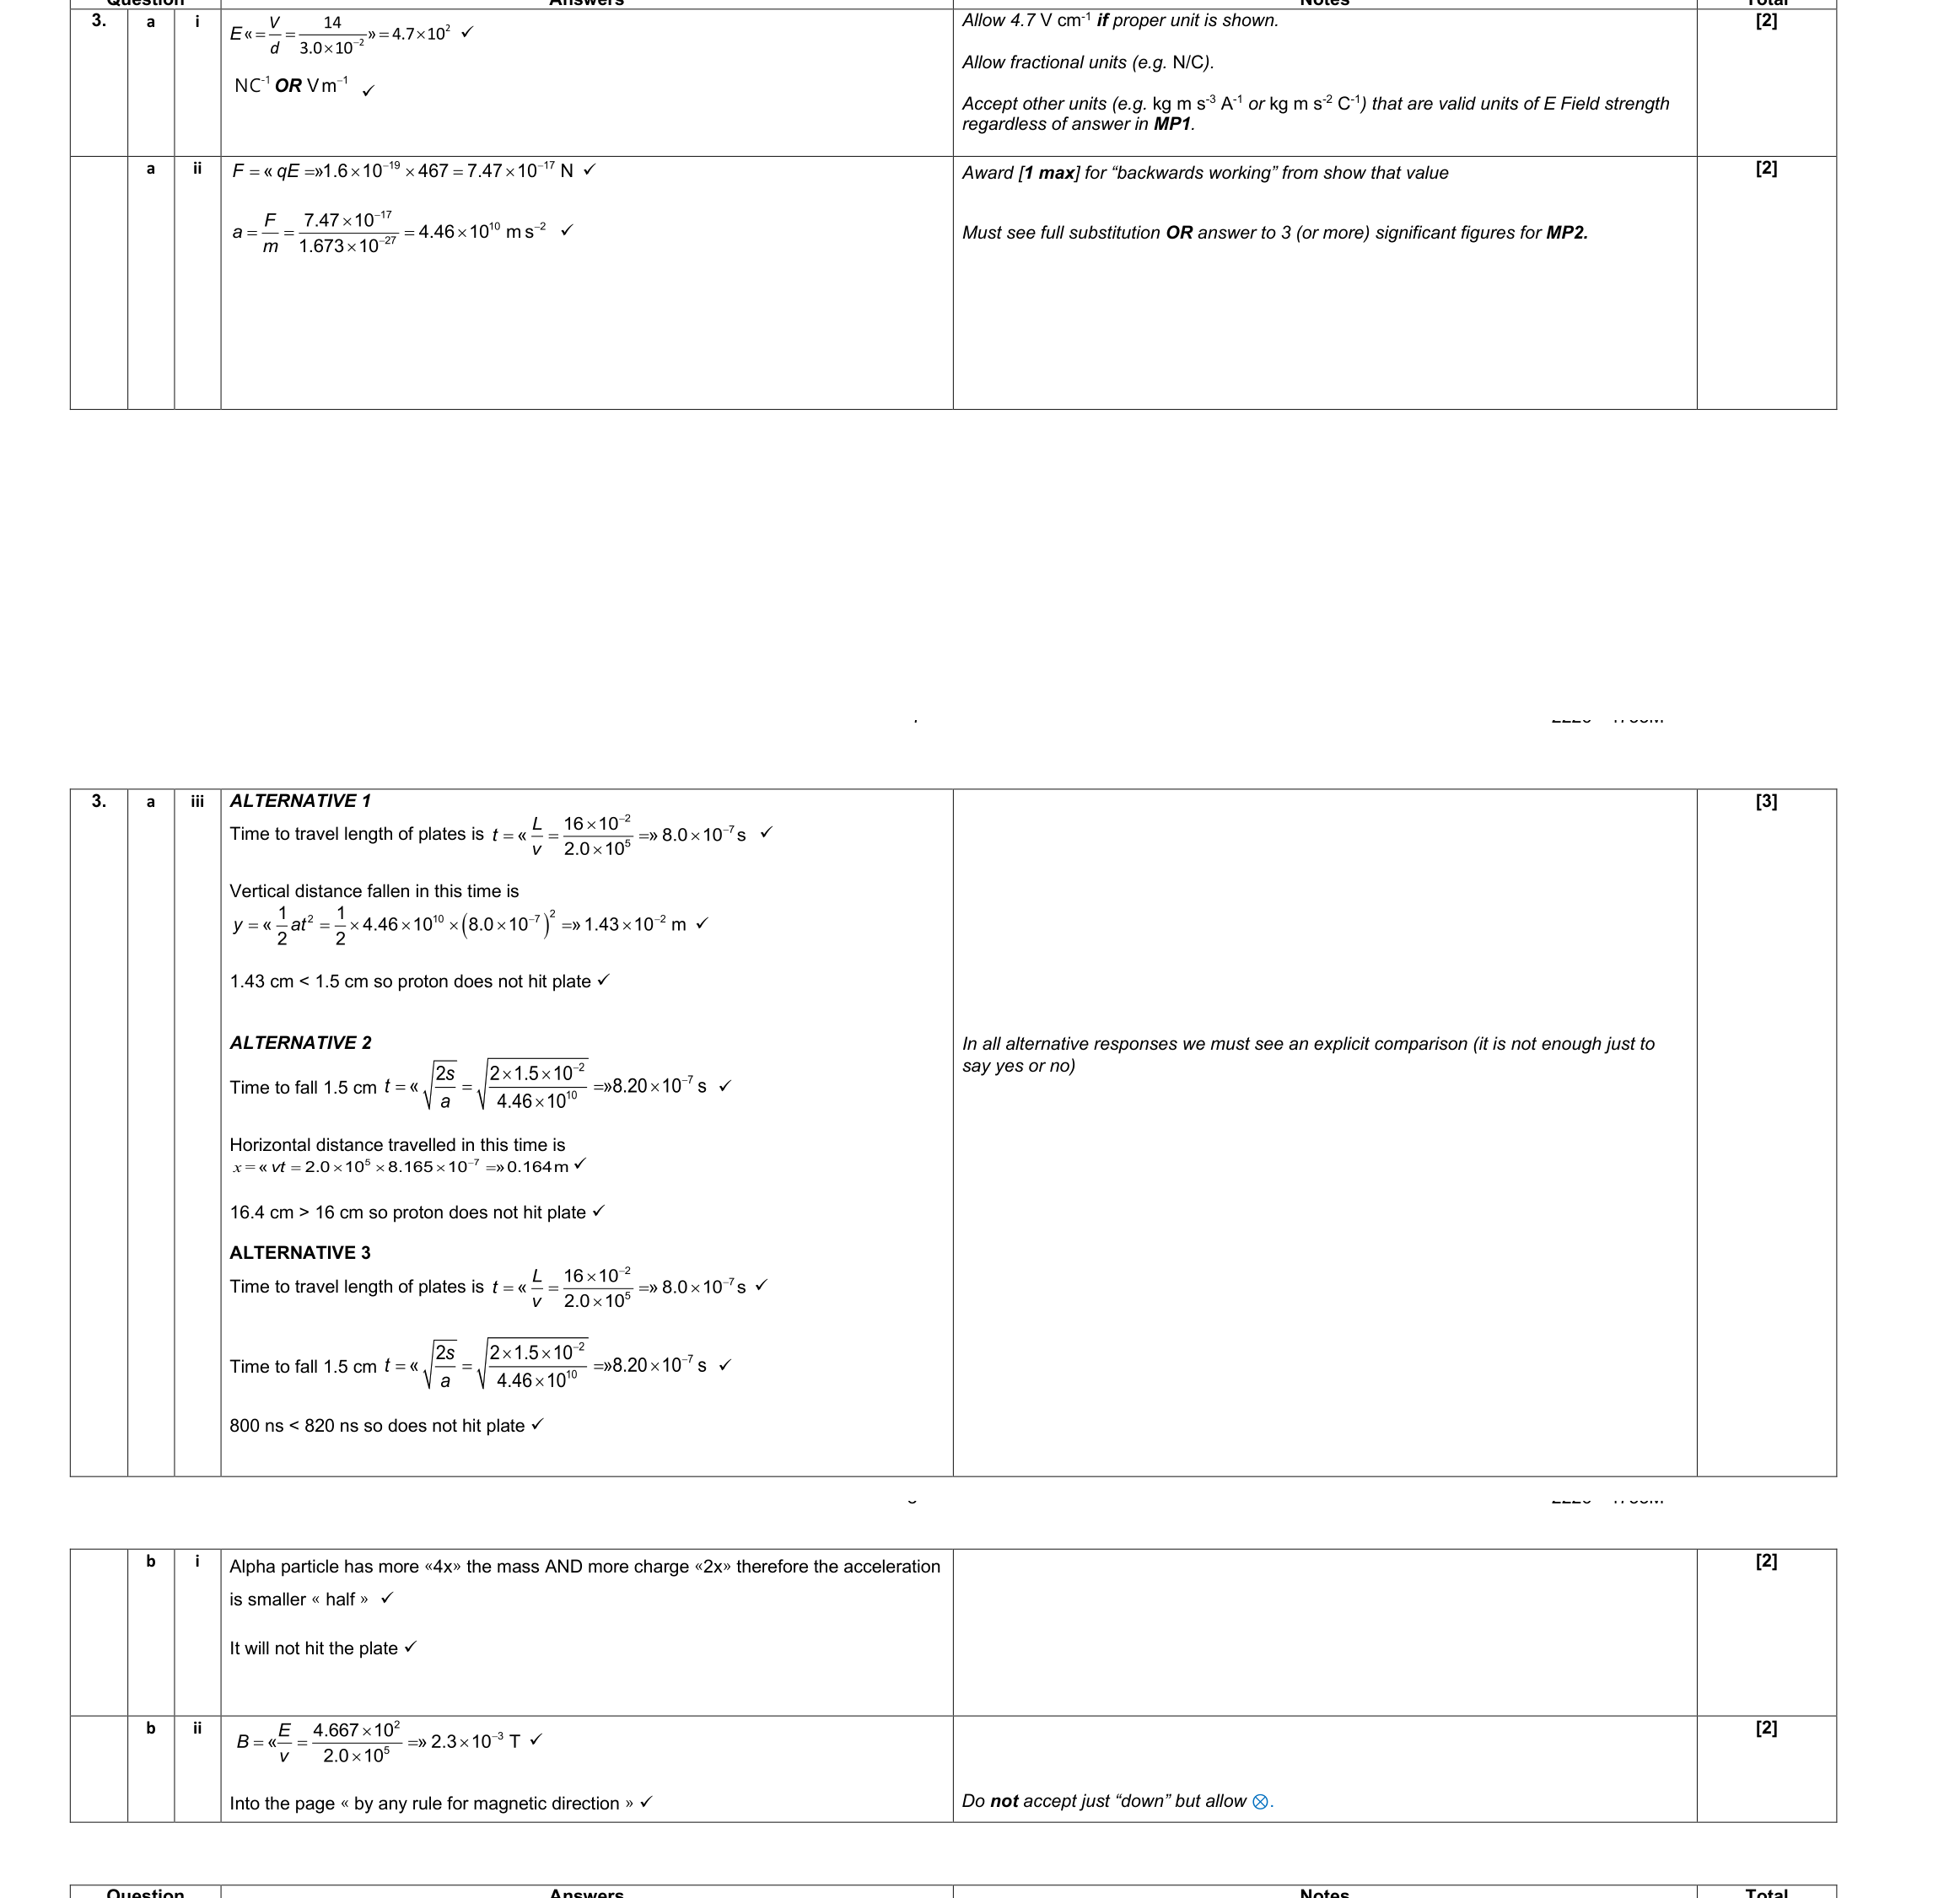 Question Answers Notes Total
3. a i E« = V/d = 14/(3.0×10⁻²) » = 4.7×10² ✓ Allow 4.7 V cm⁻¹ if proper unit is shown. [2]
Allow fractional units (e.g. N/C).
NC⁻¹ OR V m⁻¹ ✓
Accept other units (e.g. kg m s⁻³ A⁻¹ or kg m s⁻² C⁻¹) that are valid units of E Field strength
regardless of answer in MP1.
a ii F = « qE =»1.6×10⁻¹⁹ × 467 = 7.47×10⁻¹⁷ N ✓ Award [1 max] for “backwards working” from show that value [2]
a = F/m = (7.47×10⁻¹⁷)/(1.673×10⁻²⁷) = 4.46×10¹⁰ m s⁻² ✓ Must see full substitution OR answer to 3 (or more) significant figures for MP2.
3. a iii ALTERNATIVE 1 [3]
Time to travel length of plates is t = « L/v = (16×10⁻²)/(2.0×10⁵) =» 8.0×10⁻⁷ s ✓
Vertical distance fallen in this time is
y = « 1/2 at² = 1/2 × 4.46×10¹⁰ × (8.0×10⁻⁷)² =» 1.43×10⁻² m ✓
1.43 cm < 1.5 cm so proton does not hit plate ✓
ALTERNATIVE 2 In all alternative responses we must see an explicit comparison (it is not enough just to
say yes or no)
Time to fall 1.5 cm t = « √(2s/a) = √((2×1.5×10⁻²)/(4.46×10¹⁰)) =»8.20×10⁻⁷ s ✓
Horizontal distance travelled in this time is
x = « vt = 2.0×10⁵ × 8.165×10⁻⁷ =» 0.164 m ✓
16.4 cm > 16 cm so proton does not hit plate ✓
ALTERNATIVE 3
Time to travel length of plates is t = « L/v = (16×10⁻²)/(2.0×10⁵) =» 8.0×10⁻⁷ s ✓
Time to fall 1.5 cm t = « √(2s/a) = √((2×1.5×10⁻²)/(4.46×10¹⁰)) =»8.20×10⁻⁷ s ✓
800 ns < 820 ns so does not hit plate ✓
b i Alpha particle has more «4x» the mass AND more charge «2x» therefore the acceleration [2]
is smaller « half » ✓
It will not hit the plate ✓
b ii B = « E/v = (4.667×10²)/(2.0×10⁵) =» 2.3×10⁻³ T ✓ [2]
Into the page « by any rule for magnetic direction » ✓ Do not accept just “down” but allow ⊗.
Question Answers Notes Total